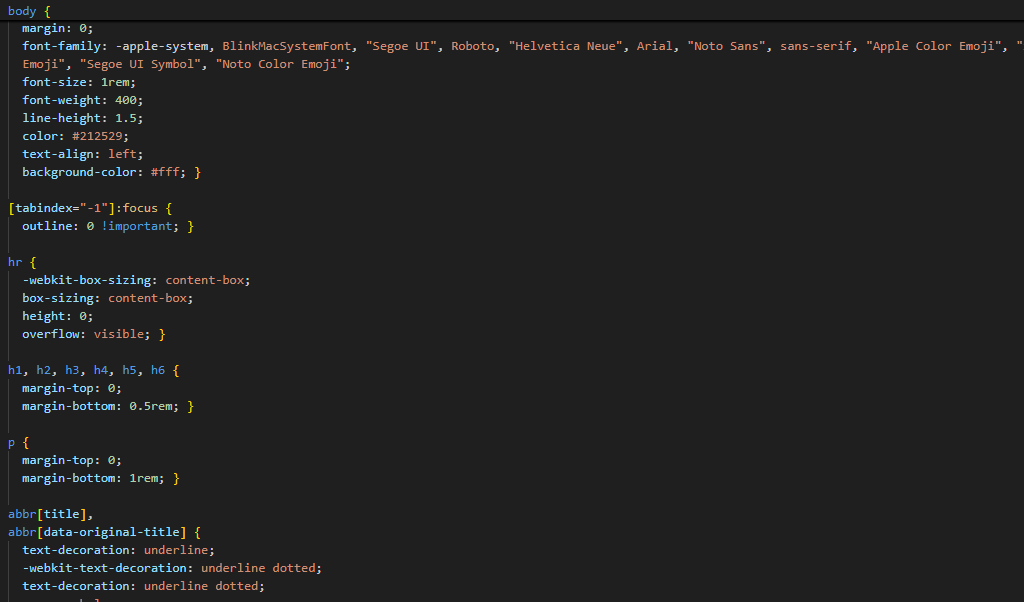 body {
margin: 0;
font-family: -apple-system, BlinkMacSystemFont, "Segoe UI", Roboto, "Helvetica Neue", Arial, "Noto Sans", sans-serif, "Apple Color Emoji", "
Emoji", "Segoe UI Symbol", "Noto Color Emoji";
font-size: 1rem;
font-weight: 400;
line-height: 1.5;
color: #212529;
text-align: left;
background-color: #fff; }
[tabindex="-1"]:focus {
outline: 0 !important; }
hr {
-webkit-box-sizing: content-box;
box-sizing: content-box;
height: 0;
overflow: visible; }
h1, h2, h3, h4, h5, h6 {
margin-top: 0;
margin-bottom: 0.5rem; }
p {
margin-top: 0;
margin-bottom: 1rem; }
abbr[title],
abbr[data-original-title] {
text-decoration: underline;
-webkit-text-decoration: underline dotted;
text-decoration: underline dotted;